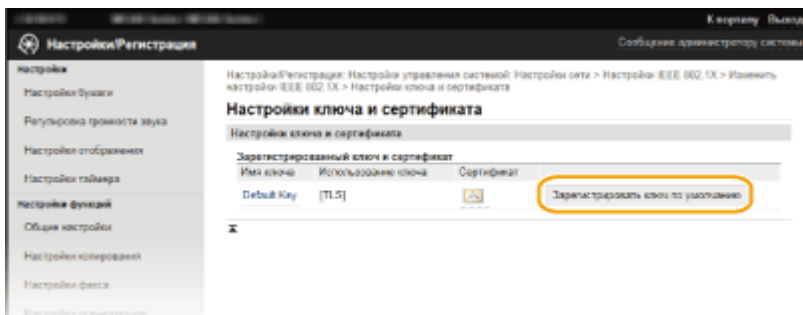 К порталу Выход
Настройки/Регистрация
Сообщение администратору системы
Настройки
Настройки бумаги
Регулировка громкости звука
Настройки отображения
Настройки таймера
Настройки функций
Общие настройки
Настройки копирования
Настройки факса
Настройки/Регистрация: Настройки управления системой: Настройки сети > Настройки IEEE 802.1X > Изменить
настройки IEEE 802.1X > Настройки ключа и сертификата
Настройки ключа и сертификата
Настройки ключа и сертификата
Зарегистрированный ключ и сертификат
Имя ключа Использование ключа Сертификат
Default Key [TLS] Зарегистрировать ключ по умолчанию